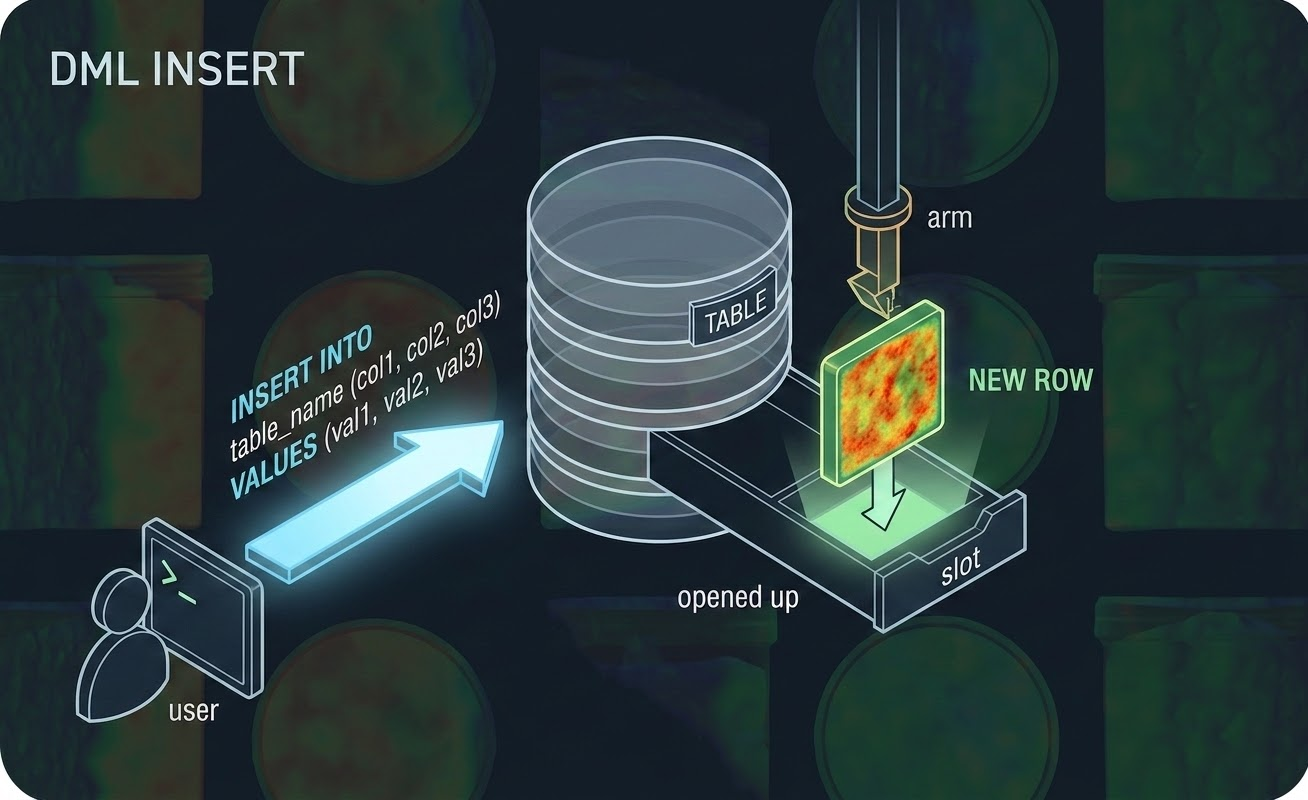 DML INSERT
arm
TABLE
INSERT INTO
table_name (col1, col2, col3)
VALUES (val1, val2, val3)
NEW ROW
>_
slot
opened up
user